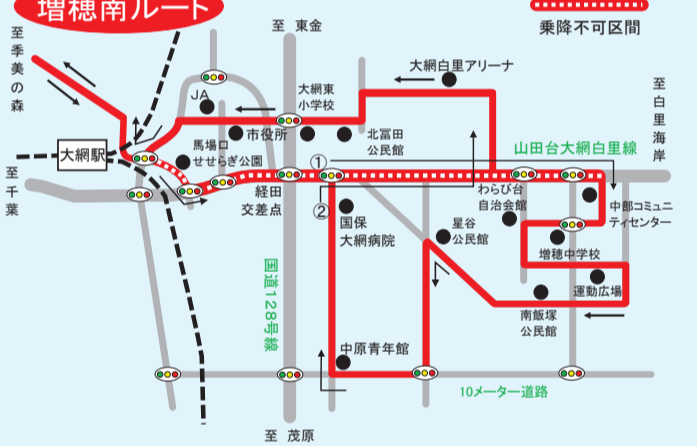 増穂南ルート
乗降不可区間
至 東金
至季美の森
大網白里アリーナ
至白里海岸
JA
大網東
小学校
市役所
北冨田
公民館
馬場口
せせらぎ公園
大網駅
山田台大網白里線
①
至千葉
経田
交差点
②
わらび台
自治会館
国保
大網病院
星谷
公民館
中部コミュニ
ティセンター
増穂中学校
国道128号線
運動広場
南飯塚
公民館
中原青年館
10メーター道路
至 茂原